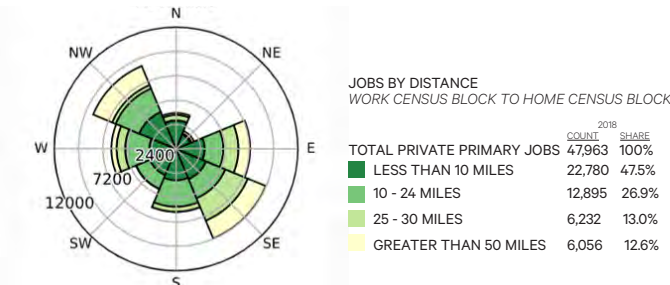 N
NW
NE
W
E
2400
7200
12000
SW
SE
S
JOBS BY DISTANCE
WORK CENSUS BLOCK TO HOME CENSUS BLOCK
2018
COUNT SHARE
TOTAL PRIVATE PRIMARY JOBS 47,963 100%
LESS THAN 10 MILES 22,780 47.5%
10 - 24 MILES 12,895 26.9%
25 - 30 MILES 6,232 13.0%
GREATER THAN 50 MILES 6,056 12.6%